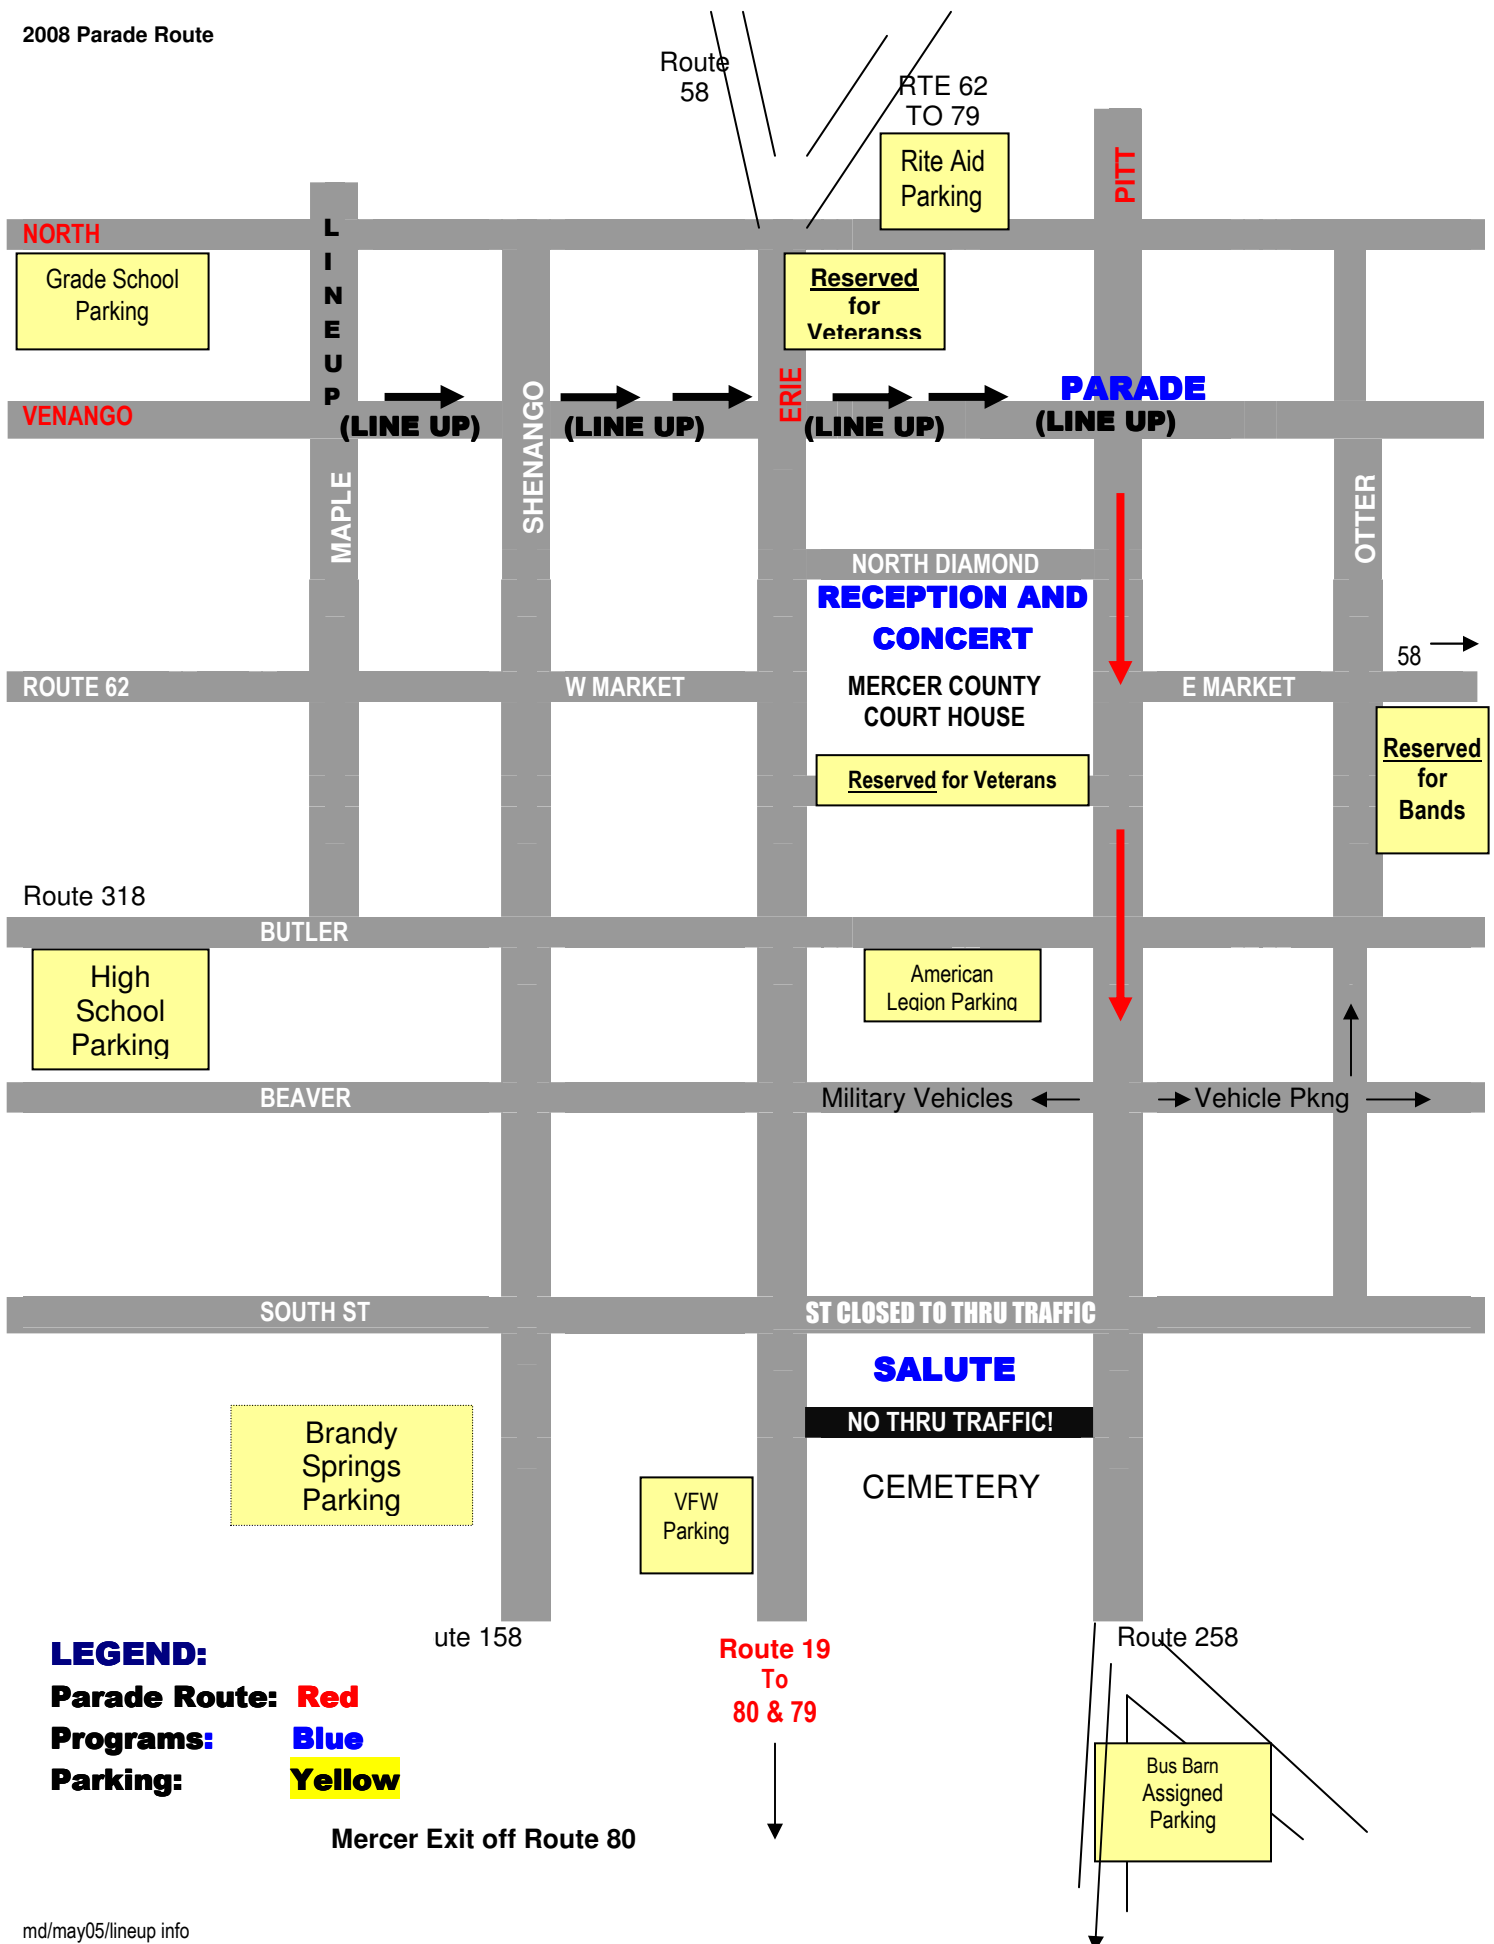 2008 Parade Route
Route
58
RTE 62
TO 79
Rite Aid
Parking
PITT
NORTH
LINEUP
Grade School
Parking
Reserved
for
Veteranss
VENANGO
SHENANGO
ERIE
PARADE
(LINE UP)
(LINE UP)
(LINE UP)
(LINE UP)
MAPLE
OTTER
NORTH DIAMOND
RECEPTION AND
CONCERT
58
ROUTE 62
W MARKET
MERCER COUNTY
COURT HOUSE
E MARKET
Reserved
for
Bands
Reserved for Veterans
Route 318
BUTLER
High
School
Parking
American
Legion Parking
BEAVER
Military Vehicles
Vehicle Pkng
SOUTH ST
ST CLOSED TO THRU TRAFFIC
SALUTE
NO THRU TRAFFIC!
Brandy
Springs
Parking
CEMETERY
VFW
Parking
ute 158
Route 19
To
80 & 79
Route 258
LEGEND:
Parade Route: Red
Programs: Blue
Parking: Yellow
Bus Barn
Assigned
Parking
Mercer Exit off Route 80
md/may05/lineup info